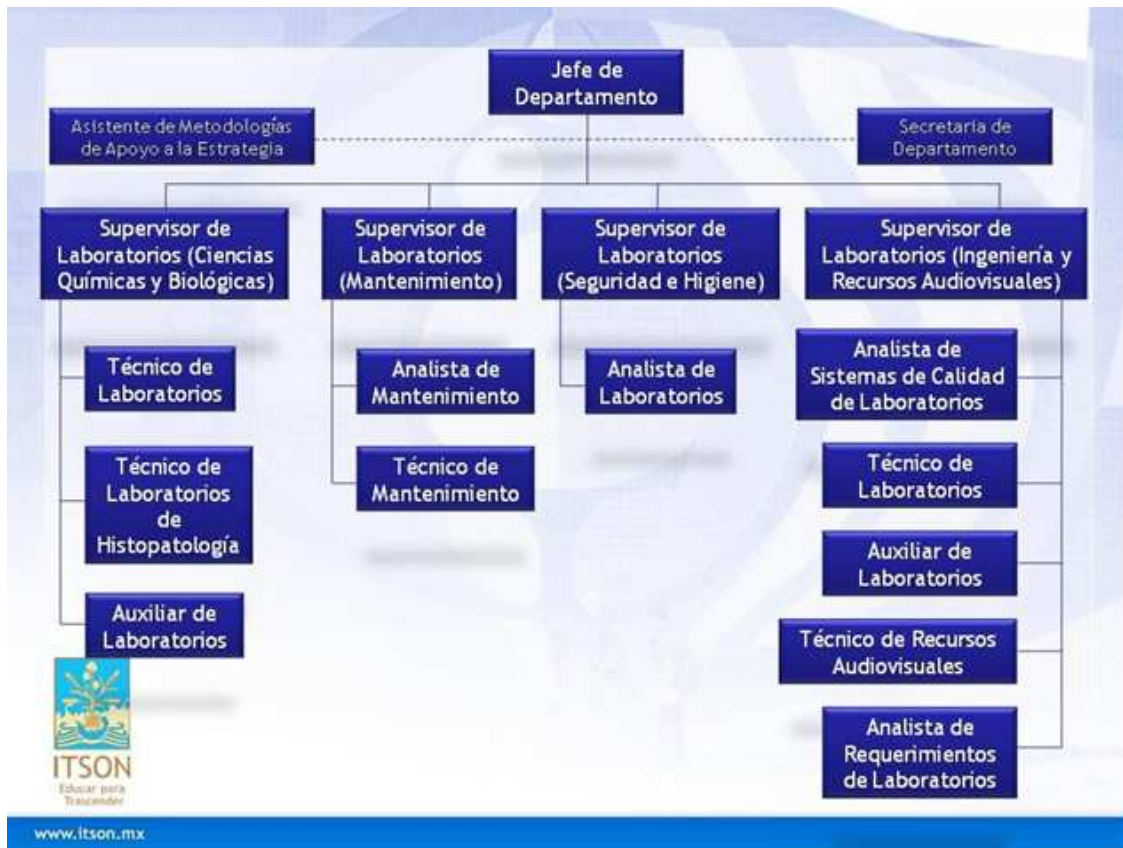 Jefe de
Departamento
Asistente de Metodologías
de Apoyo a la Estrategia
Secretaria de
Departamento
Supervisor de
Laboratorios (Ciencias
Químicas y Biológicas)
Supervisor de
Laboratorios
(Mantenimiento)
Supervisor de
Laboratorios
(Seguridad e Higiene)
Supervisor de
Laboratorios (Ingeniería y
Recursos Audiovisuales)
Técnico de
Laboratorios
Técnico de
Laboratorios
de
Histopatología
Auxiliar de
Laboratorios
Analista de
Mantenimiento
Técnico de
Mantenimiento
Analista de
Laboratorios
Analista de
Sistemas de Calidad
de Laboratorios
Técnico de
Laboratorios
Auxiliar de
Laboratorios
Técnico de Recursos
Audiovisuales
Analista de
Requerimientos
de Laboratorios
ITSON
Educar para
Trascender
www.itson.mx